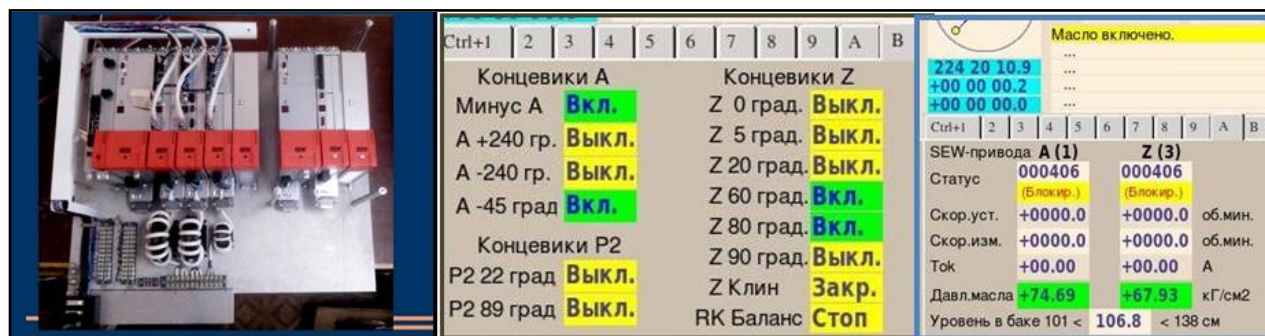 Ctrl+1 2 3 4 5 6 7 8 9 A B
Концевики A Концевики Z
Минус A Вкл. Z 0 град. Выкл.
A +240 гр. Выкл. Z 5 град. Выкл.
A -240 гр. Выкл. Z 20 град. Выкл.
A -45 град Вкл. Z 60 град. Вкл.
Z 80 град. Вкл.
Концевики P2 Z 90 град. Выкл.
P2 22 град Выкл. Z Клин Закр.
P2 89 град Выкл. RK Баланс Стоп
Масло включено.
...
224 20 10.9 ...
+00 00 00.2 ...
+00 00 00.0 ...
Ctrl+1 2 3 4 5 6 7 8 9 A B
SEW-привода A (1) Z (3)
Статус 000406 000406
(Блокир.) (Блокир.)
Скор.уст. +0000.0 +0000.0 об.мин.
Скор.изм. +0000.0 +0000.0 об.мин.
Ток +00.00 +00.00 A
Давл.масла +74.69 +67.93 кГ/см2
Уровень в баке 101 < 106.8 < 138 см